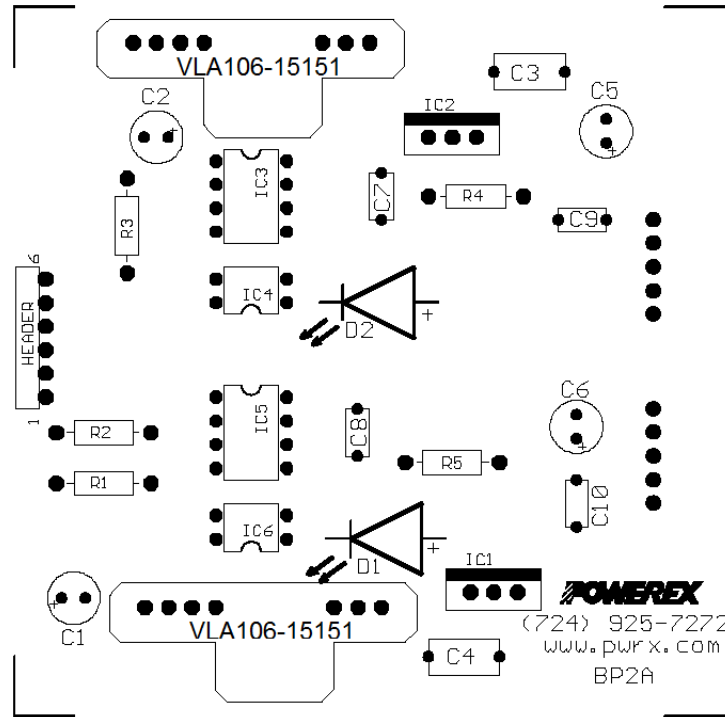 VLA106-15151
C2
C3
C5
IC2
IC3
C7
R4
R3
C9
6
HEADER
1
IC4
D2
+
IC5
C8
C6
R2
R5
R1
C10
IC6
D1
+
IC1
C1
VLA106-15151
C4
POWEREX
(724) 925-7272
www.pwrx.com
BP2A